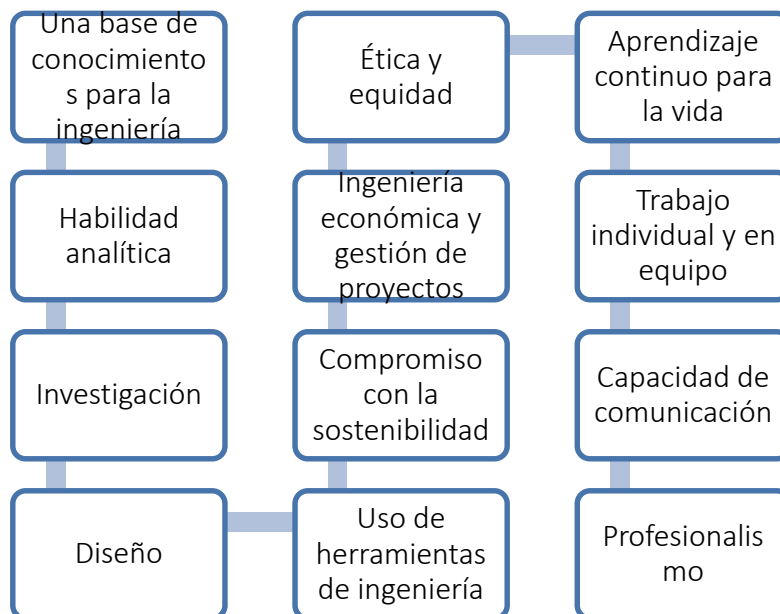 Una base de
conocimiento
s para la
ingeniería
Habilidad
analítica
Investigación
Diseño
Uso de
herramientas
de ingeniería
Compromiso
con la
sostenibilidad
Ingeniería
económica y
gestión de
proyectos
Ética y
equidad
Aprendizaje
continuo para
la vida
Trabajo
individual y en
equipo
Capacidad de
comunicación
Profesionalis
mo